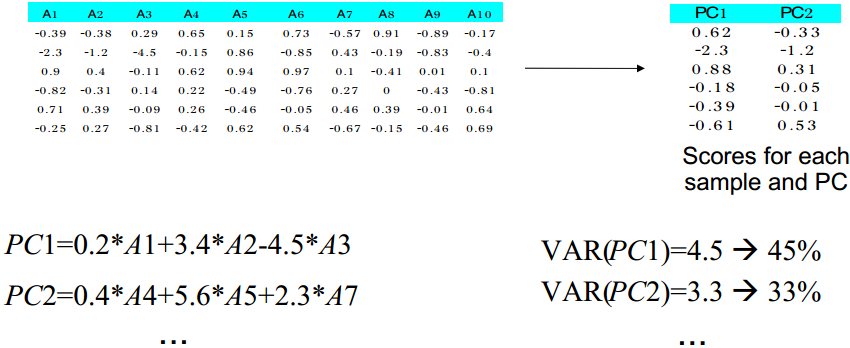 A1 A2 A3 A4 A5 A6 A7 A8 A9 A10
-0.39 -0.38 0.29 0.65 0.15 0.73 -0.57 0.91 -0.89 -0.17
-2.3 -1.2 -4.5 -0.15 0.86 -0.85 0.43 -0.19 -0.83 -0.4
0.9 0.4 -0.11 0.62 0.94 0.97 0.1 -0.41 0.01 0.1
-0.82 -0.31 0.14 0.22 -0.49 -0.76 0.27 0 -0.43 -0.81
0.71 0.39 -0.09 0.26 -0.46 -0.05 0.46 0.39 -0.01 0.64
-0.25 0.27 -0.81 -0.42 0.62 0.54 -0.67 -0.15 -0.46 0.69
PC1 PC2
0.62 -0.33
-2.3 -1.2
0.88 0.31
-0.18 -0.05
-0.39 -0.01
-0.61 0.53
Scores for each
sample and PC
PC1=0.2*A1+3.4*A2-4.5*A3
PC2=0.4*A4+5.6*A5+2.3*A7
...
VAR(PC1)=4.5 → 45%
VAR(PC2)=3.3 → 33%
...